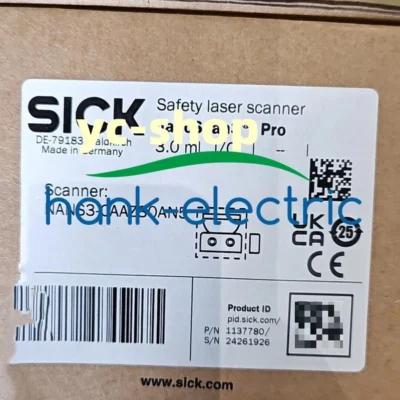 SICK
Safety laser scanner
Pro
yc-shop
DE-79183 Waldkirch
Made in Germany
3.0 m I/O --
Scanner:
hank-electric
UK
CA
25
CE
Product ID
pid.sick.com/
P/N 1137780/
S/N 24261926
www.sick.com